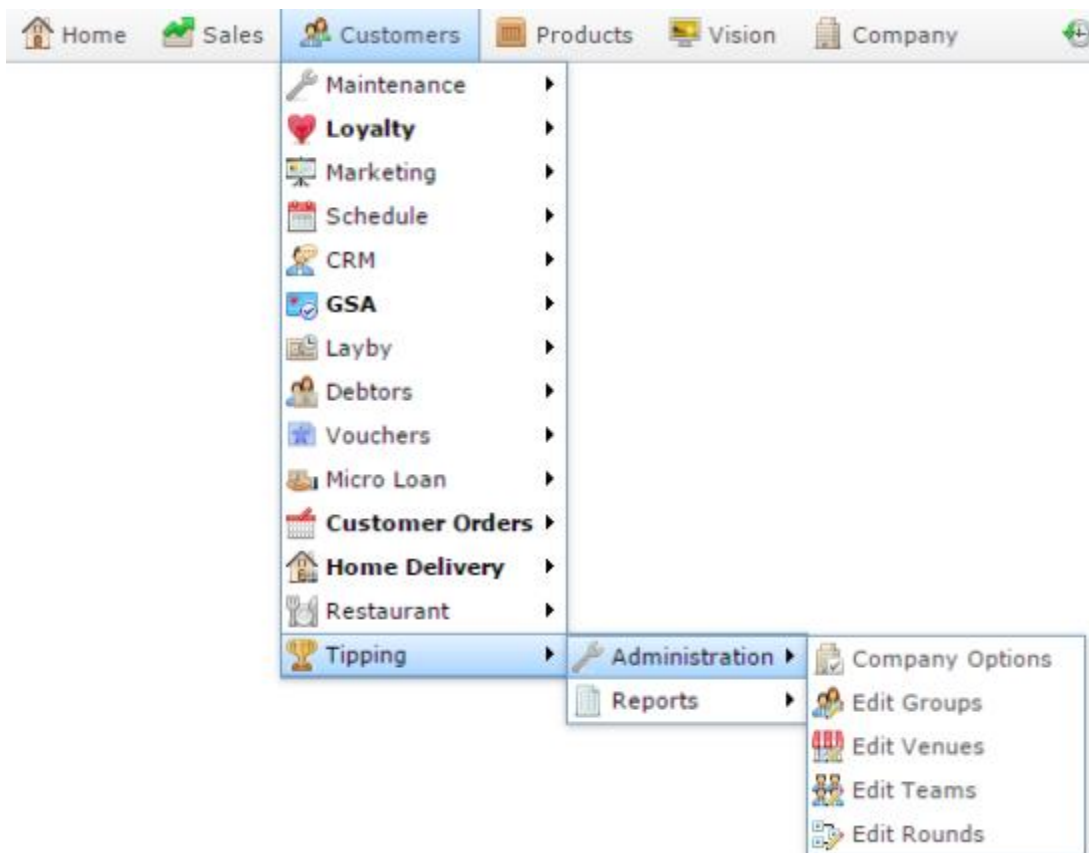 Home Sales Customers Products Vision Company
Maintenance
Loyalty
Marketing
Schedule
CRM
GSA
Layby
Debtors
Vouchers
Micro Loan
Customer Orders
Home Delivery
Restaurant
Tipping Administration Company Options
Reports Edit Groups
Edit Venues
Edit Teams
Edit Rounds